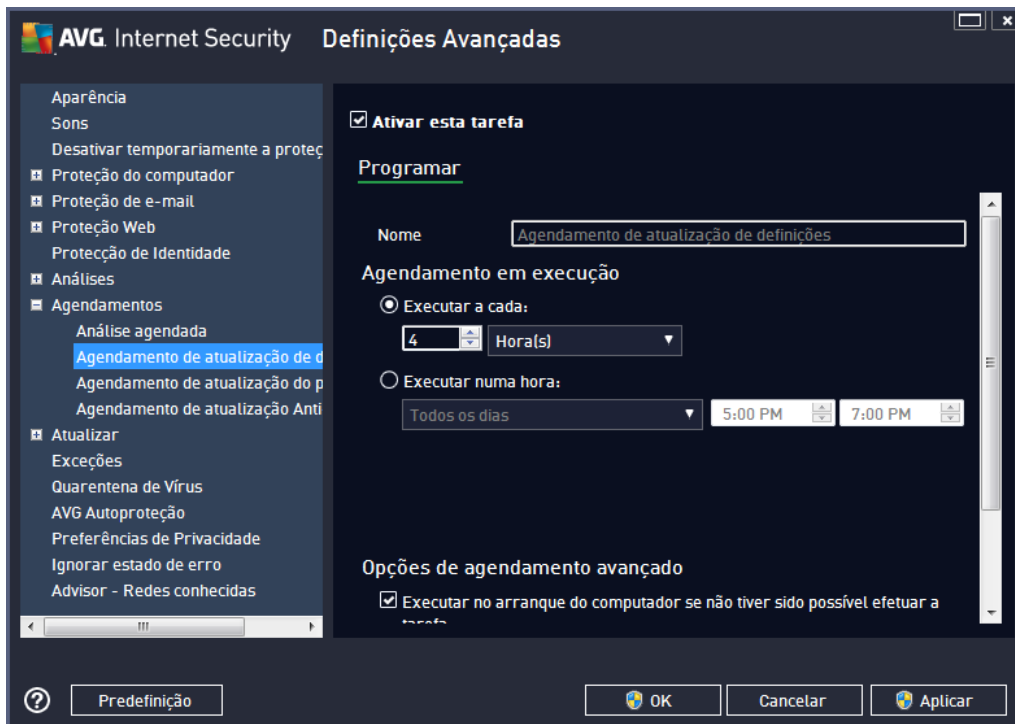 AVG. Internet Security Definições Avançadas
Aparência
Sons
Desativar temporariamente a proteç
Proteção do computador
Proteção de e-mail
Proteção Web
Protecção de Identidade
Análises
Agendamentos
Análise agendada
Agendamento de atualização de d
Agendamento de atualização do p
Agendamento de atualização Anti
Atualizar
Exceções
Quarentena de Vírus
AVG Autoproteção
Preferências de Privacidade
Ignorar estado de erro
Advisor - Redes conhecidas
Ativar esta tarefa
Programar
Nome Agendamento de atualização de definições
Agendamento em execução
Executar a cada:
4 Hora(s)
Executar numa hora:
Todos os dias 5:00 PM 7:00 PM
Opções de agendamento avançado
Executar no arranque do computador se não tiver sido possível efetuar a
tarefa
Predefinição OK Cancelar Aplicar